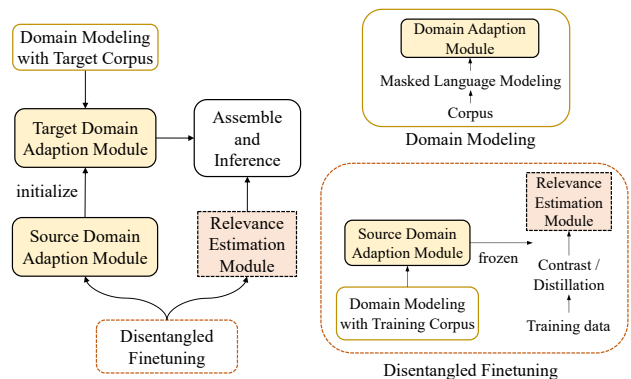 Domain Modeling
with Target Corpus
Target Domain
Adaption Module
Assemble
and
Inference
initialize
Source Domain
Adaption Module
Relevance
Estimation
Module
Disentangled
Finetuning
Domain Adaption
Module
Masked Language Modeling
Corpus
Domain Modeling
Relevance
Estimation
Module
Source Domain
Adaption Module
frozen
Contrast /
Distillation
Domain Modeling
with Training Corpus
Training data
Disentangled Finetuning